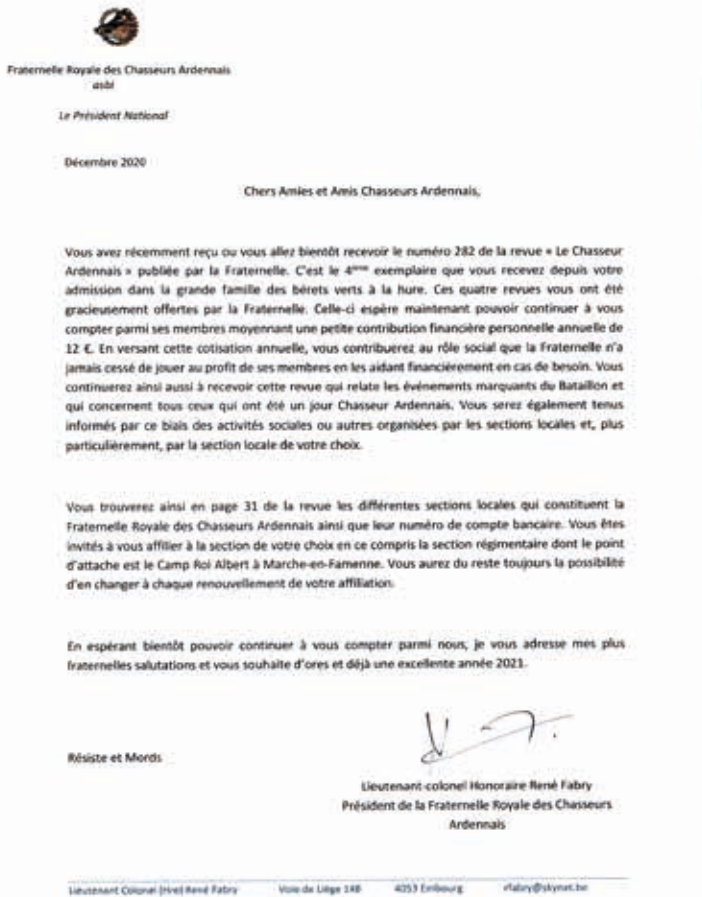 Fraternelle Royale des Chasseurs Ardennais
asbl
Le Président National
Décembre 2020
Chers Amies et Amis Chasseurs Ardennais,
Vous avez récemment reçu ou vous allez bientôt recevoir le numéro 282 de la revue « Le Chasseur
Ardennais » publiée par la Fraternelle. C'est le 4ème exemplaire que vous recevez depuis votre
admission dans la grande famille des bérets verts à la hure. Ces quatre revues vous ont été
gracieusement offertes par la Fraternelle. Celle-ci espère maintenant pouvoir continuer à vous
compter parmi ses membres moyennant une petite contribution financière personnelle annuelle de
12 €. En versant cette cotisation annuelle, vous contribuerez au rôle social que la Fraternelle n'a
jamais cessé de jouer au profit de ses membres en les aidant financièrement en cas de besoin. Vous
continuerez ainsi aussi à recevoir cette revue qui relate les événements marquants du Bataillon et
qui concernent tous ceux qui ont été un jour Chasseur Ardennais. Vous serez également tenus
informés par ce biais des activités sociales ou autres organisées par les sections locales et, plus
particulièrement, par la section locale de votre choix.
Vous trouverez ainsi en page 31 de la revue les différentes sections locales qui constituent la
Fraternelle Royale des Chasseurs Ardennais ainsi que leur numéro de compte bancaire. Vous êtes
invités à vous affilier à la section de votre choix en ce compris la section régimentaire dont le point
d'attache est le Camp Roi Albert à Marche-en-Famenne. Vous aurez du reste toujours la possibilité
d'en changer à chaque renouvellement de votre affiliation.
En espérant bientôt pouvoir continuer à vous compter parmi nous, je vous adresse mes plus
fraternelles salutations et vous souhaite d'ores et déjà une excellente année 2021.
Résiste et Mords
Lieutenant-colonel Honoraire René Fabry
Président de la Fraternelle Royale des Chasseurs
Ardennais
Lieutenant Colonel (Hre) René Fabry Voie de Liège 148 4053 Embourg rfabry@skynet.be